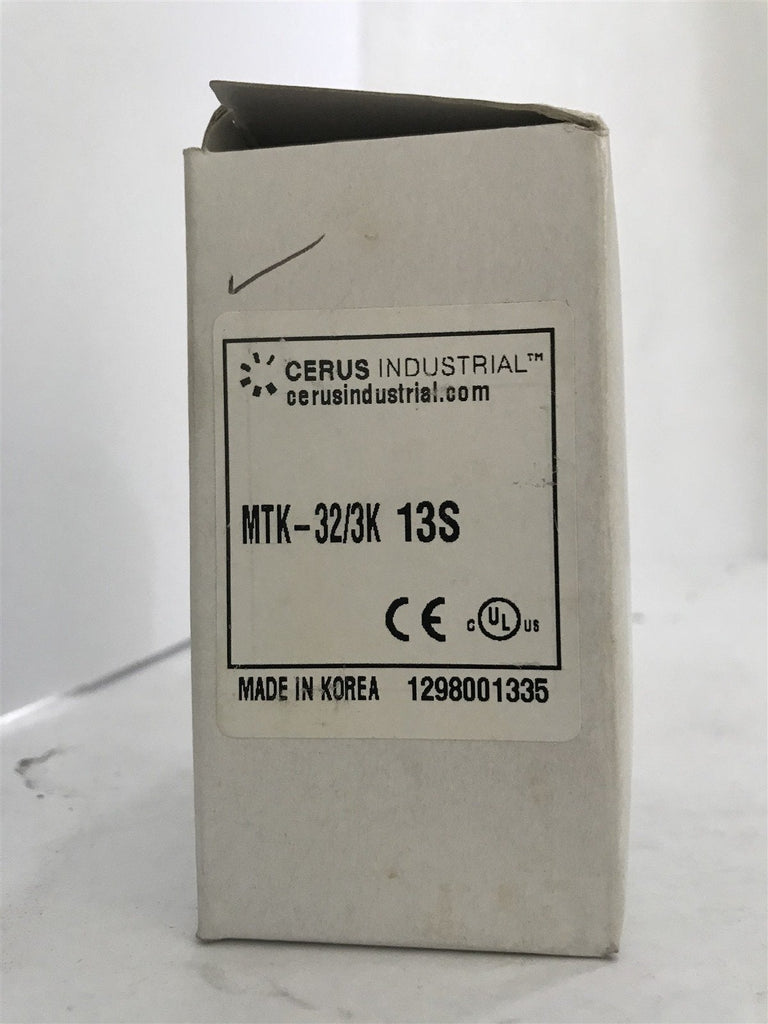 CERUS INDUSTRIAL™
cerusindustrial.com
MTK-32/3K 13S
CE c UL US
MADE IN KOREA 1298001335